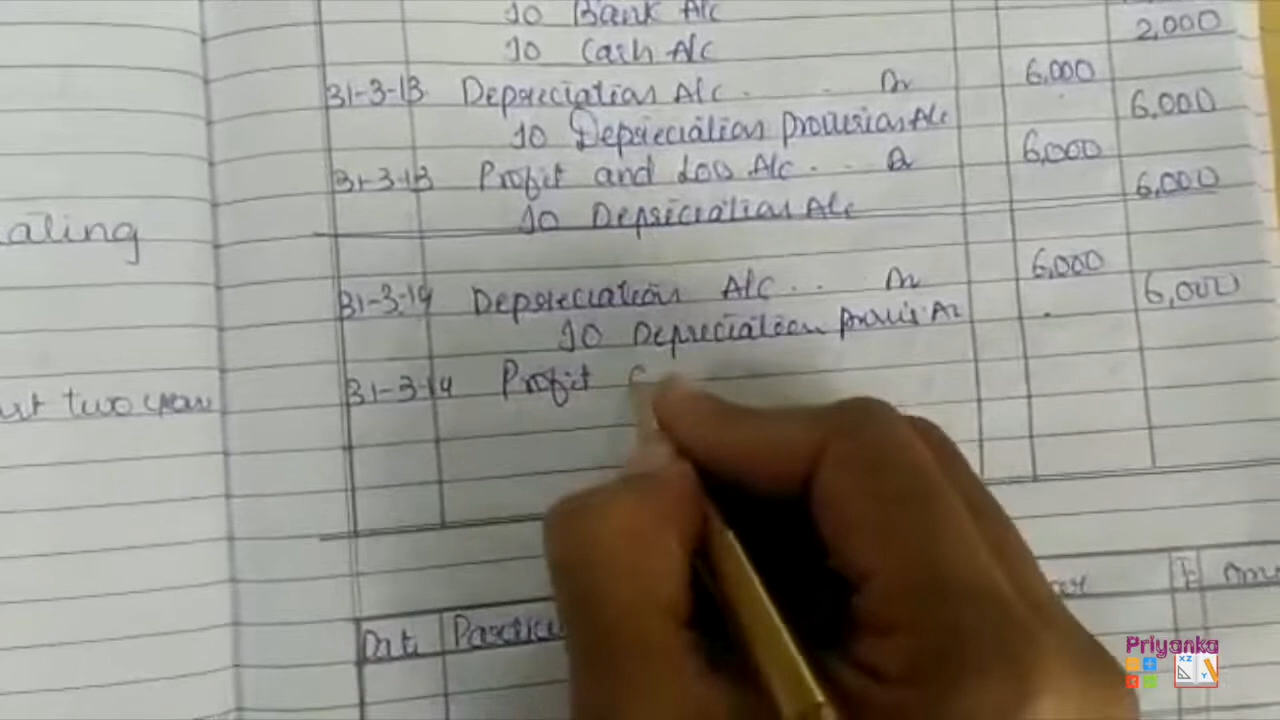 To Bank A/c
To Cash A/c 2,000
31-3-13 Depreciation A/c . . Dr 6,000
To Depreciation provision A/c 6,000
31-3-13 Profit and Loss A/c . . . Dr 6,000
To Depreciation A/c 6,000
aling
31-3-14 Depreciation A/c . . Dr 6,000
To Depreciation provis. A/c 6,000
31-3-14 Profit
two year
Date Particu
Priyanka